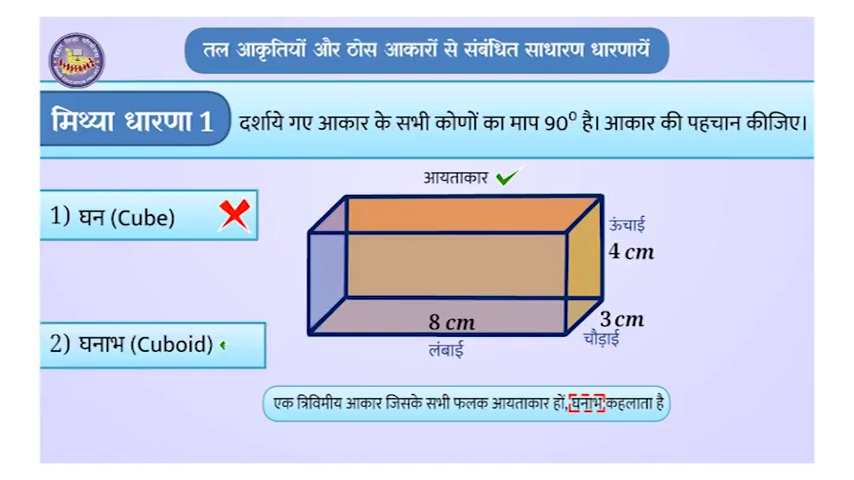 तल आकृतियों और ठोस आकारों से संबंधित साधारण धारणायें
मिथ्या धारणा 1 दर्शाये गए आकार के सभी कोणों का माप 90⁰ है। आकार की पहचान कीजिए।
आयताकार
1) घन (Cube)
ऊंचाई
4 cm
8 cm
3 cm
2) घनाभ (Cuboid)
लंबाई
चौड़ाई
एक त्रिविमीय आकार जिसके सभी फलक आयताकार हों, घनाभ कहलाता है